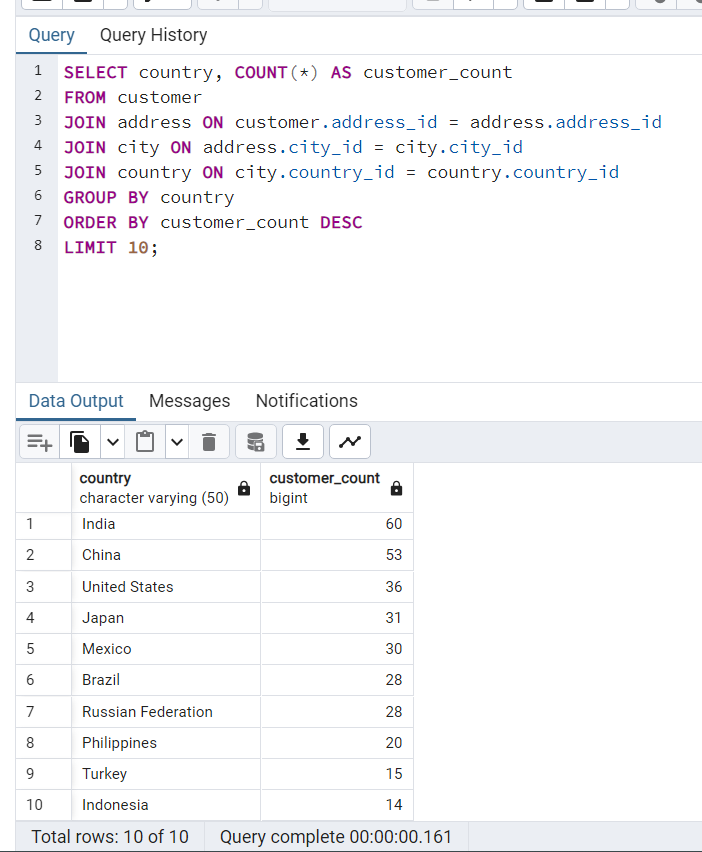 Query Query History
1 SELECT country, COUNT(*) AS customer_count
2 FROM customer
3 JOIN address ON customer.address_id = address.address_id
4 JOIN city ON address.city_id = city.city_id
5 JOIN country ON city.country_id = country.country_id
6 GROUP BY country
7 ORDER BY customer_count DESC
8 LIMIT 10;
Data Output Messages Notifications
country customer_count
character varying (50) bigint
1 India 60
2 China 53
3 United States 36
4 Japan 31
5 Mexico 30
6 Brazil 28
7 Russian Federation 28
8 Philippines 20
9 Turkey 15
10 Indonesia 14
Total rows: 10 of 10 Query complete 00:00:00.161